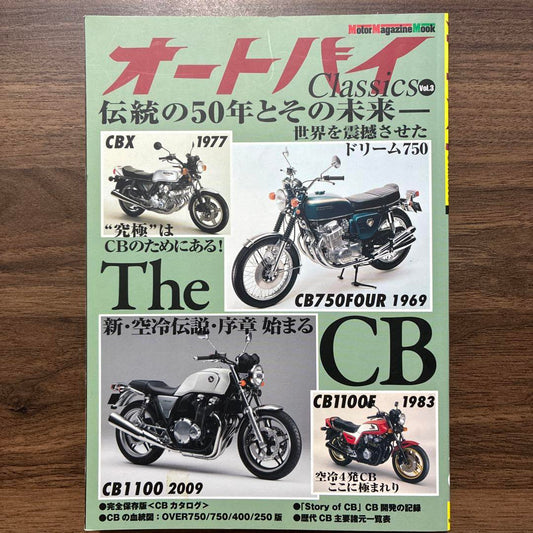 MotorMagazineMook
オートバイ
Classics Vol.3
伝統の50年とその未来―
世界を震撼させた
ドリーム750
CBX 1977
“究極”は
CBのためにある!
CB750FOUR 1969
The
CB
新・空冷伝説・序章 始まる
CB1100F 1983
CB1100 2009
空冷4発CB
ここに極まれり
●完全保存版<CBカタログ>
●CBの血統図:OVER750/750/400/250版
●「Story of CB」CB開発の記録
●歴代CB主要諸元一覧表